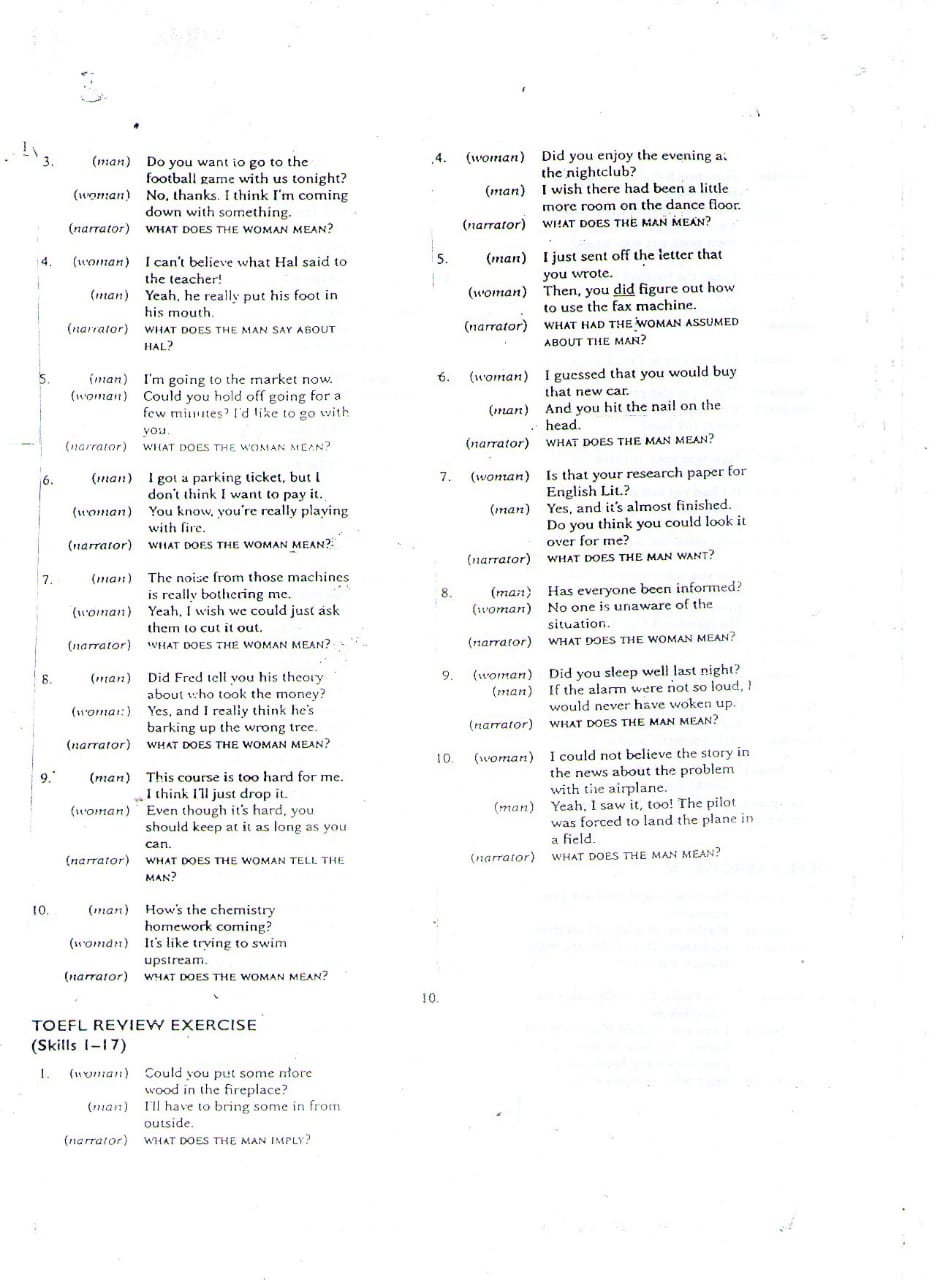 3. (man) Do you want to go to the
football game with us tonight?
(woman) No, thanks. I think I'm coming
down with something.
(narrator) WHAT DOES THE WOMAN MEAN?
4. (woman) I can't believe what Hal said to
the teacher!
(man) Yeah, he really put his foot in
his mouth.
(narrator) WHAT DOES THE MAN SAY ABOUT
HAL?
5. (man) I'm going to the market now.
(woman) Could you hold off going for a
few minutes? I'd like to go with
you.
(narrator) WHAT DOES THE WOMAN MEAN?
6. (man) I got a parking ticket, but I
don't think I want to pay it.
(woman) You know, you're really playing
with fire.
(narrator) WHAT DOES THE WOMAN MEAN?
7. (man) The noise from those machines
is really bothering me.
(woman) Yeah, I wish we could just ask
them to cut it out.
(narrator) WHAT DOES THE WOMAN MEAN?
8. (man) Did Fred tell you his theory
about who took the money?
(woman) Yes, and I really think he's
barking up the wrong tree.
(narrator) WHAT DOES THE WOMAN MEAN?
9. (man) This course is too hard for me.
I think I'll just drop it.
(woman) Even though it's hard, you
should keep at it as long as you
can.
(narrator) WHAT DOES THE WOMAN TELL THE
MAN?
10. (man) How's the chemistry
homework coming?
(woman) It's like trying to swim
upstream.
(narrator) WHAT DOES THE WOMAN MEAN?
TOEFL REVIEW EXERCISE
(Skills 1–17)
1. (woman) Could you put some more
wood in the fireplace?
(man) I'll have to bring some in from
outside.
(narrator) WHAT DOES THE MAN IMPLY?
4. (woman) Did you enjoy the evening at
the nightclub?
(man) I wish there had been a little
more room on the dance floor.
(narrator) WHAT DOES THE MAN MEAN?
5. (man) I just sent off the letter that
you wrote.
(woman) Then, you did figure out how
to use the fax machine.
(narrator) WHAT HAD THE WOMAN ASSUMED
ABOUT THE MAN?
6. (woman) I guessed that you would buy
that new car.
(man) And you hit the nail on the
head.
(narrator) WHAT DOES THE MAN MEAN?
7. (woman) Is that your research paper for
English Lit.?
(man) Yes, and it's almost finished.
Do you think you could look it
over for me?
(narrator) WHAT DOES THE MAN WANT?
8. (man) Has everyone been informed?
(woman) No one is unaware of the
situation.
(narrator) WHAT DOES THE WOMAN MEAN?
9. (woman) Did you sleep well last night?
(man) If the alarm were not so loud, I
would never have woken up.
(narrator) WHAT DOES THE MAN MEAN?
10. (woman) I could not believe the story in
the news about the problem
with the airplane.
(man) Yeah, I saw it, too! The pilot
was forced to land the plane in
a field.
(narrator) WHAT DOES THE MAN MEAN?
10.